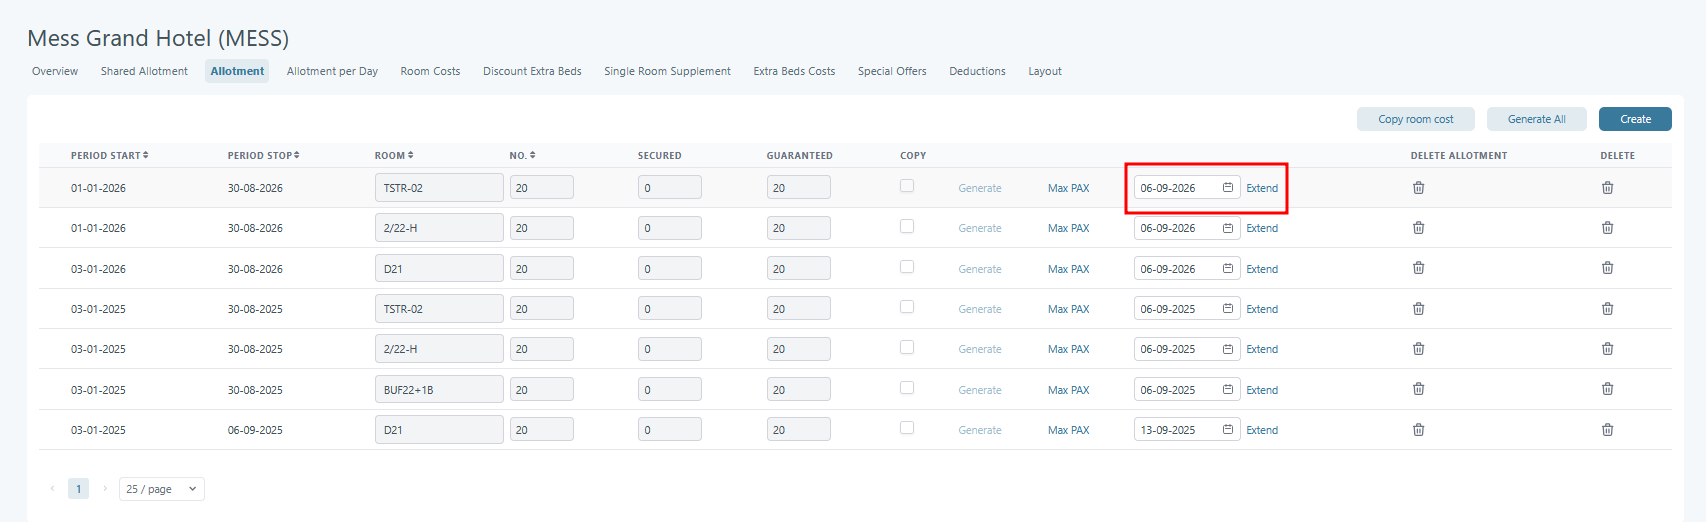 Mess Grand Hotel (MESS)
Overview Shared Allotment Allotment Allotment per Day Room Costs Discount Extra Beds Single Room Supplement Extra Beds Costs Special Offers Deductions Layout
Copy room cost Generate All Create
PERIOD START PERIOD STOP ROOM NO. SECURED GUARANTEED COPY DELETE ALLOTMENT DELETE
01-01-2026 30-08-2026 TSTR-02 20 0 20 Generate Max PAX 06-09-2026 Extend
01-01-2026 30-08-2026 2/22-H 20 0 20 Generate Max PAX 06-09-2026 Extend
03-01-2026 30-08-2026 D21 20 0 20 Generate Max PAX 06-09-2026 Extend
03-01-2025 30-08-2025 TSTR-02 20 0 20 Generate Max PAX 06-09-2025 Extend
03-01-2025 30-08-2025 2/22-H 20 0 20 Generate Max PAX 06-09-2025 Extend
03-01-2025 30-08-2025 BUF22+1B 20 0 20 Generate Max PAX 06-09-2025 Extend
03-01-2025 06-09-2025 D21 20 0 20 Generate Max PAX 13-09-2025 Extend
1 25 / page